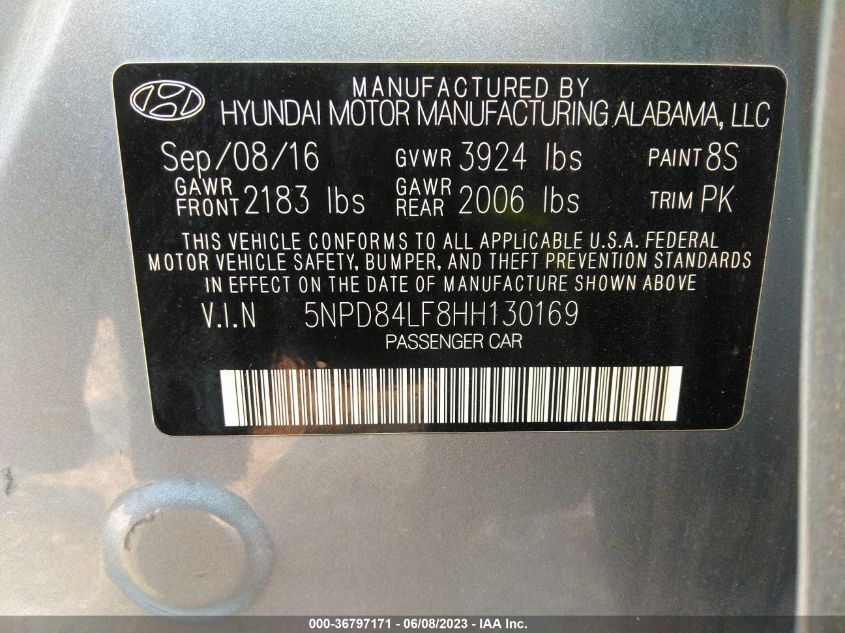 MANUFACTURED BY
HYUNDAI MOTOR MANUFACTURING ALABAMA, LLC
Sep/08/16 GVWR 3924 lbs PAINT 8S
GAWR FRONT 2183 lbs GAWR REAR 2006 lbs TRIM PK
THIS VEHICLE CONFORMS TO ALL APPLICABLE U.S.A. FEDERAL
MOTOR VEHICLE SAFETY, BUMPER, AND THEFT PREVENTION STANDARDS
IN EFFECT ON THE DATE OF MANUFACTURE SHOWN ABOVE
V.I.N 5NPD84LF8HH130169
PASSENGER CAR
000-36797171 - 06/08/2023 - IAA Inc.